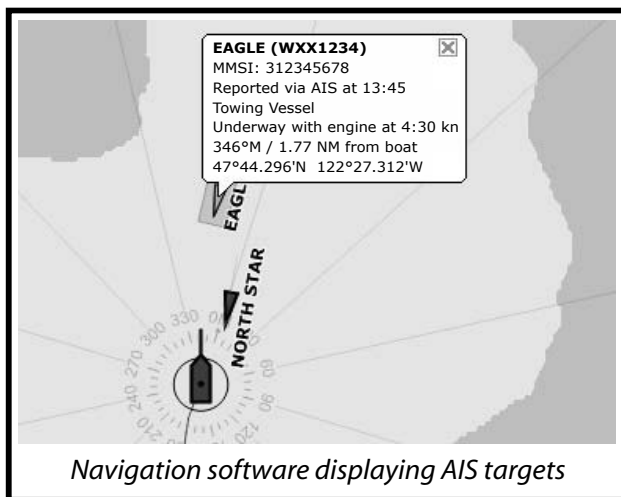 EAGLE (WXX1234)
MMSI: 312345678
Reported via AIS at 13:45
Towing Vessel
Underway with engine at 4:30 kn
346°M / 1.77 NM from boat
47°44.296'N 122°27.312'W
EAGLE
NORTH STAR
330
300
270
240
210
60
90
120
Navigation software displaying AIS targets